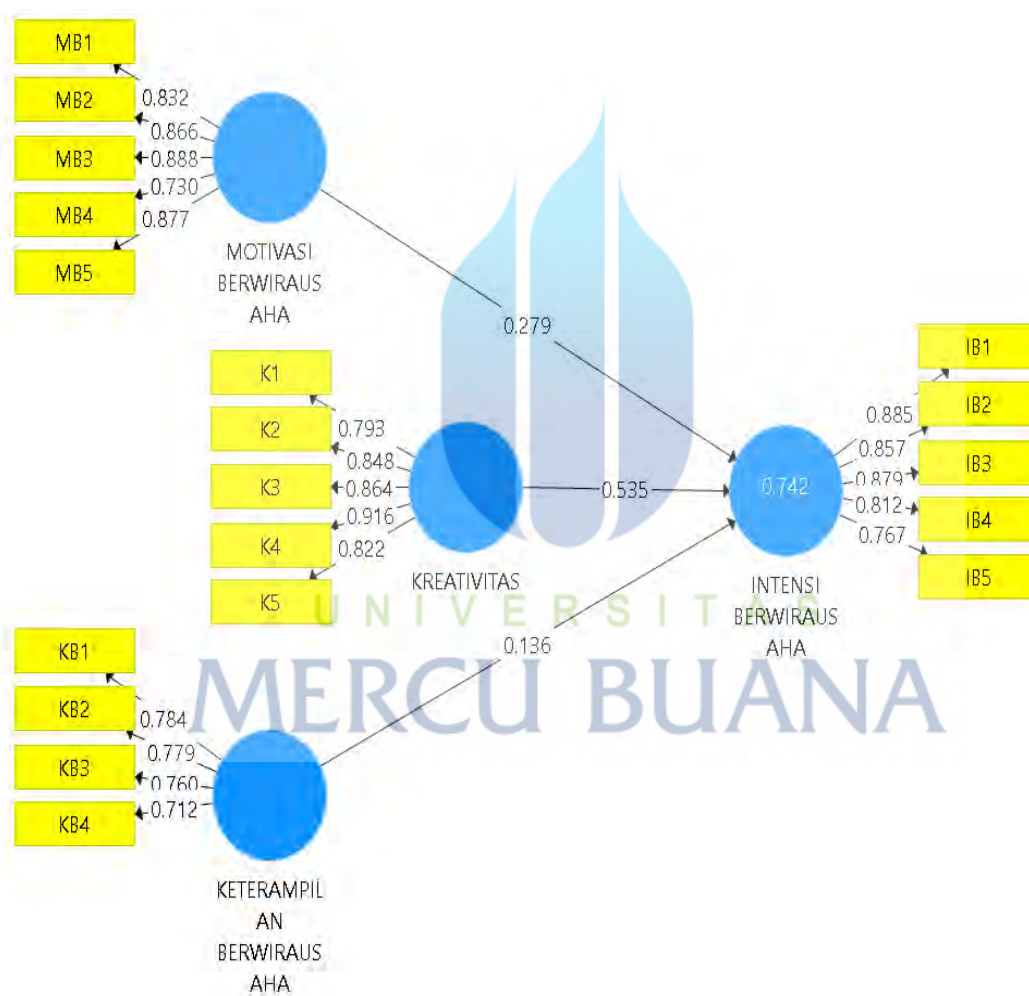 MB1
0.832
MB2
0.866
MB3
0.888
MB4
0.730
MB5
0.877
MOTIVASI
BERWIRAUS
AHA
0.279
K1
0.793
K2
0.848
K3
0.864
K4
0.916
K5
0.822
KREATIVITAS
0.535
IB1
0.885
IB2
0.857
IB3
0.879
IB4
0.812
IB5
0.767
0.742
INTENSI
BERWIRAUS
AHA
UNIVERSITAS
MERCU BUANA
0.136
KB1
0.784
KB2
0.779
KB3
0.760
KB4
0.712
KETERAMPIL
AN
BERWIRAUS
AHA